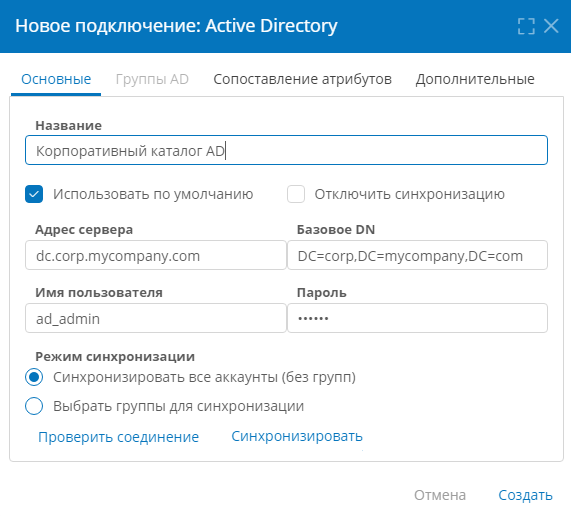 Новое подключение: Active Directory
Основные Группы AD Сопоставление атрибутов Дополнительные
Название
Корпоративный каталог AD
Использовать по умолчанию Отключить синхронизацию
Адрес сервера Базовое DN
dc.corp.mycompany.com DC=corp,DC=mycompany,DC=com
Имя пользователя Пароль
ad_admin ••••••
Режим синхронизации
Синхронизировать все аккаунты (без групп)
Выбрать группы для синхронизации
Проверить соединение Синхронизировать
Отмена Создать